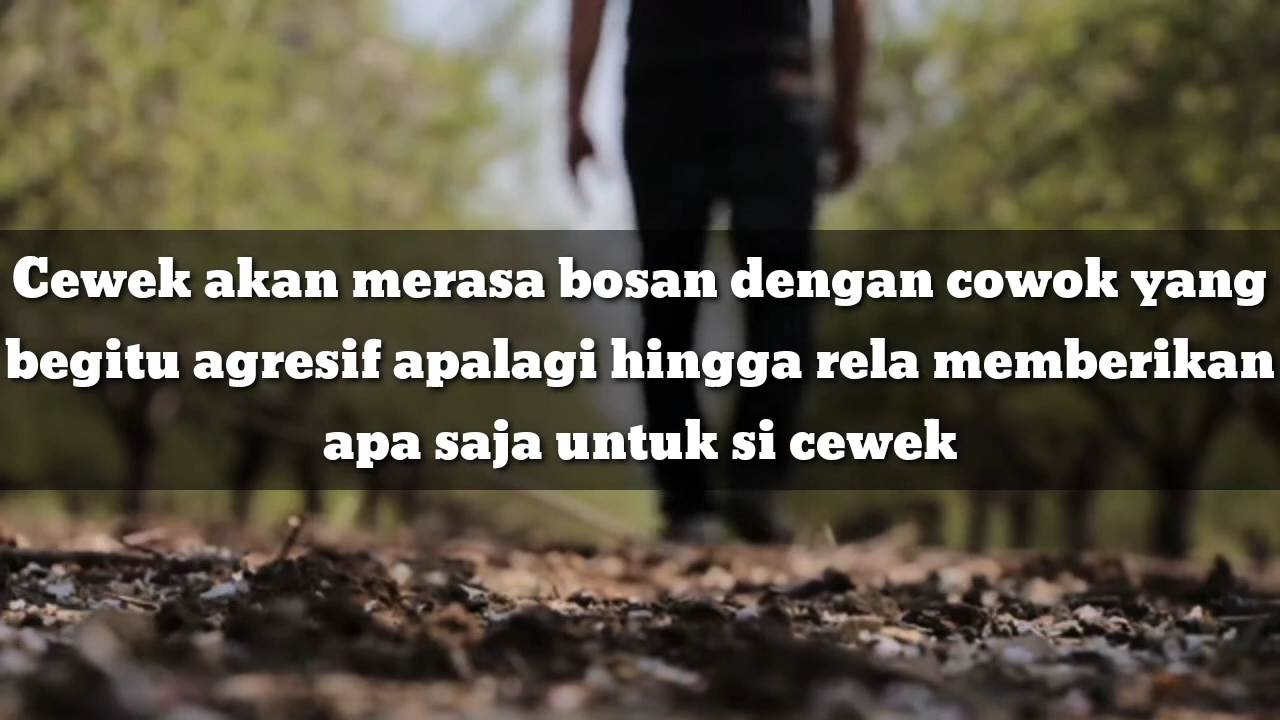 Cewek akan merasa bosan dengan cowok yang
begitu agresif apalagi hingga rela memberikan
apa saja untuk si cewek